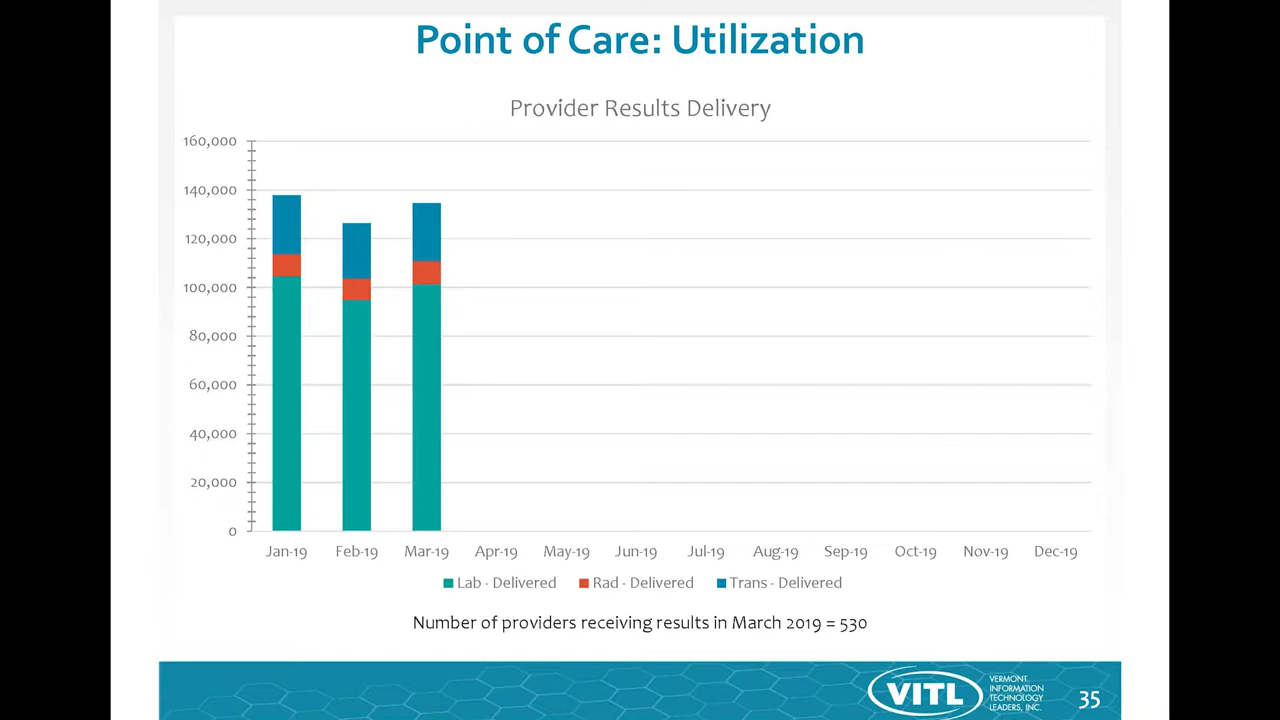 Point of Care: Utilization
Provider Results Delivery
160,000
140,000
120,000
100,000
80,000
60,000
40,000
20,000
0
Jan-19 Feb-19 Mar-19 Apr-19 May-19 Jun-19 Jul-19 Aug-19 Sep-19 Oct-19 Nov-19 Dec-19
Lab - Delivered Rad - Delivered Trans - Delivered
Number of providers receiving results in March 2019 = 530
VITL
VERMONT
INFORMATION
TECHNOLOGY
LEADERS, INC.
35